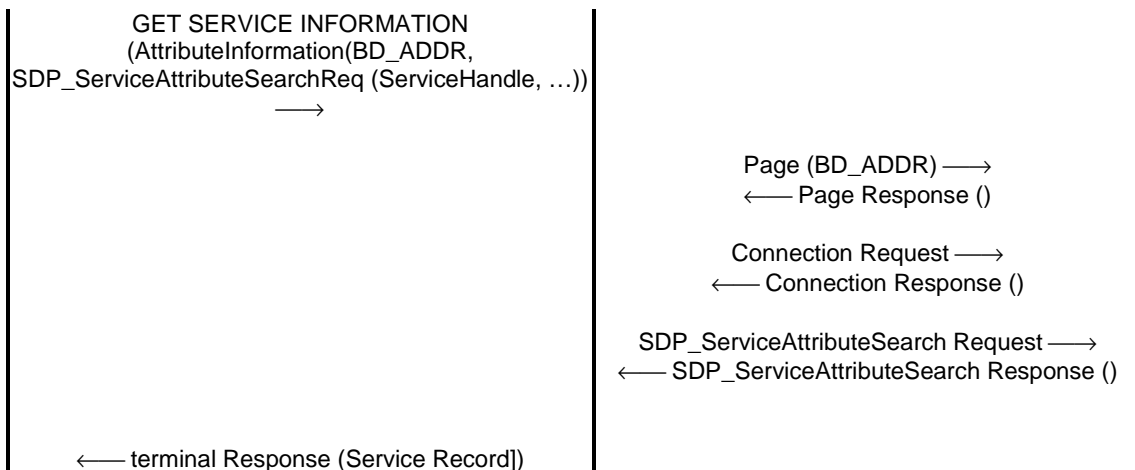 GET SERVICE INFORMATION
(AttributeInformation(BD_ADDR,
SDP_ServiceAttributeSearchReq (ServiceHandle, …))
⟶
Page (BD_ADDR) ⟶
⟵ Page Response ()
Connection Request ⟶
⟵ Connection Response ()
SDP_ServiceAttributeSearch Request ⟶
⟵ SDP_ServiceAttributeSearch Response ()
⟵ terminal Response (Service Record])